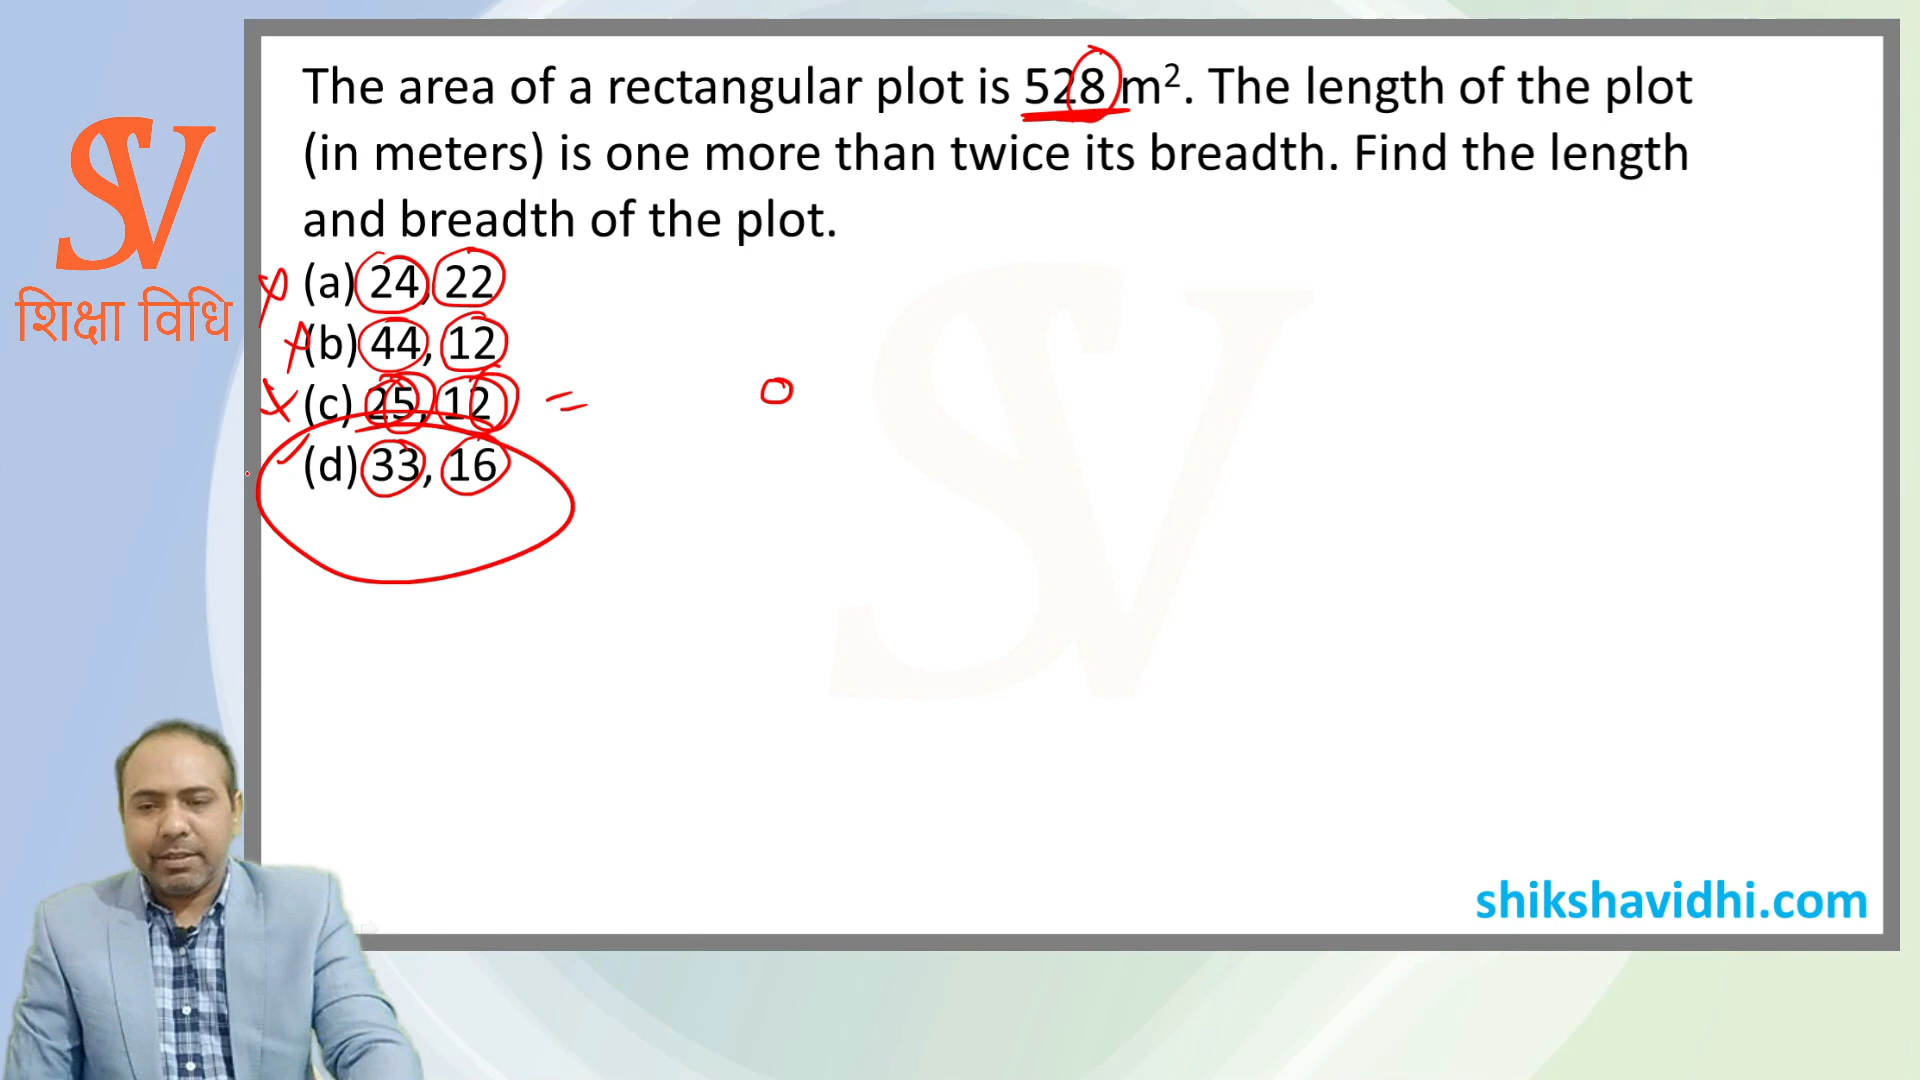 The area of a rectangular plot is 528 m². The length of the plot
(in meters) is one more than twice its breadth. Find the length
and breadth of the plot.
SV
शिक्षा विधि
(a) 24, 22
(b) 44, 12
(c) 25, 12 = 0
(d) 33, 16
SV
shikshavidhi.com